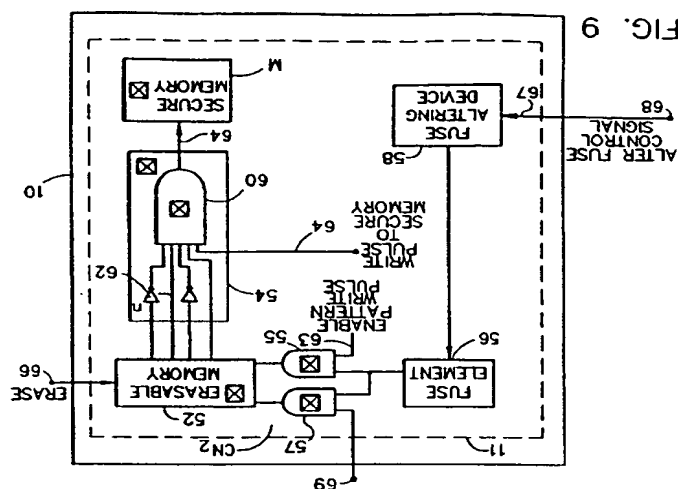 69
11
CN2
57
FUSE
ELEMENT
56
55
63
ENABLE
PATTERN
WRITE
PULSE
52
ERASABLE
MEMORY
ERASE
66
54
n
62
WRITE
PULSE
TO
SECURE
MEMORY
64
60
10
64
58
FUSE
ALTERING
DEVICE
67
68
ALTER FUSE
CONTROL
SIGNAL
SECURE
MEMORY
M
FIG. 9